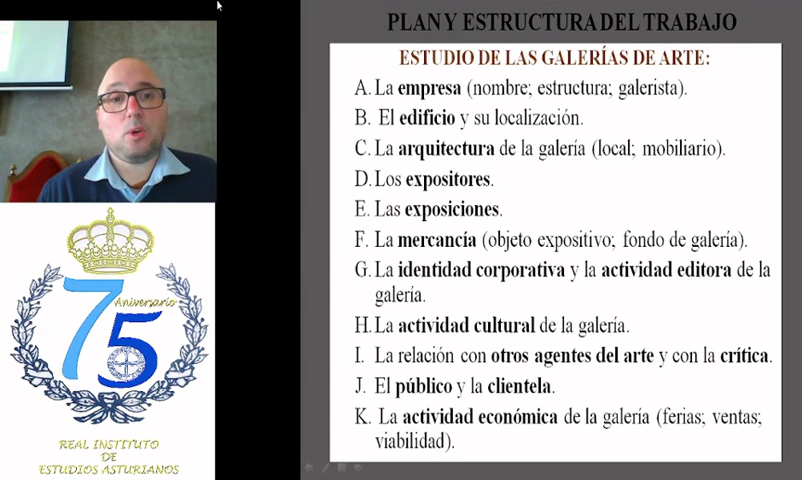 PLAN Y ESTRUCTURA DEL TRABAJO
ESTUDIO DE LAS GALERÍAS DE ARTE:
A. La empresa (nombre; estructura; galerista).
B. El edificio y su localización.
C. La arquitectura de la galería (local; mobiliario).
D. Los expositores.
E. Las exposiciones.
F. La mercancía (objeto expositivo; fondo de galería).
G. La identidad corporativa y la actividad editora de la
galería.
H. La actividad cultural de la galería.
I. La relación con otros agentes del arte y con la crítica.
J. El público y la clientela.
K. La actividad económica de la galería (ferias; ventas;
viabilidad).
75
Aniversario
REAL INSTITUTO
DE
ESTUDIOS ASTURIANOS